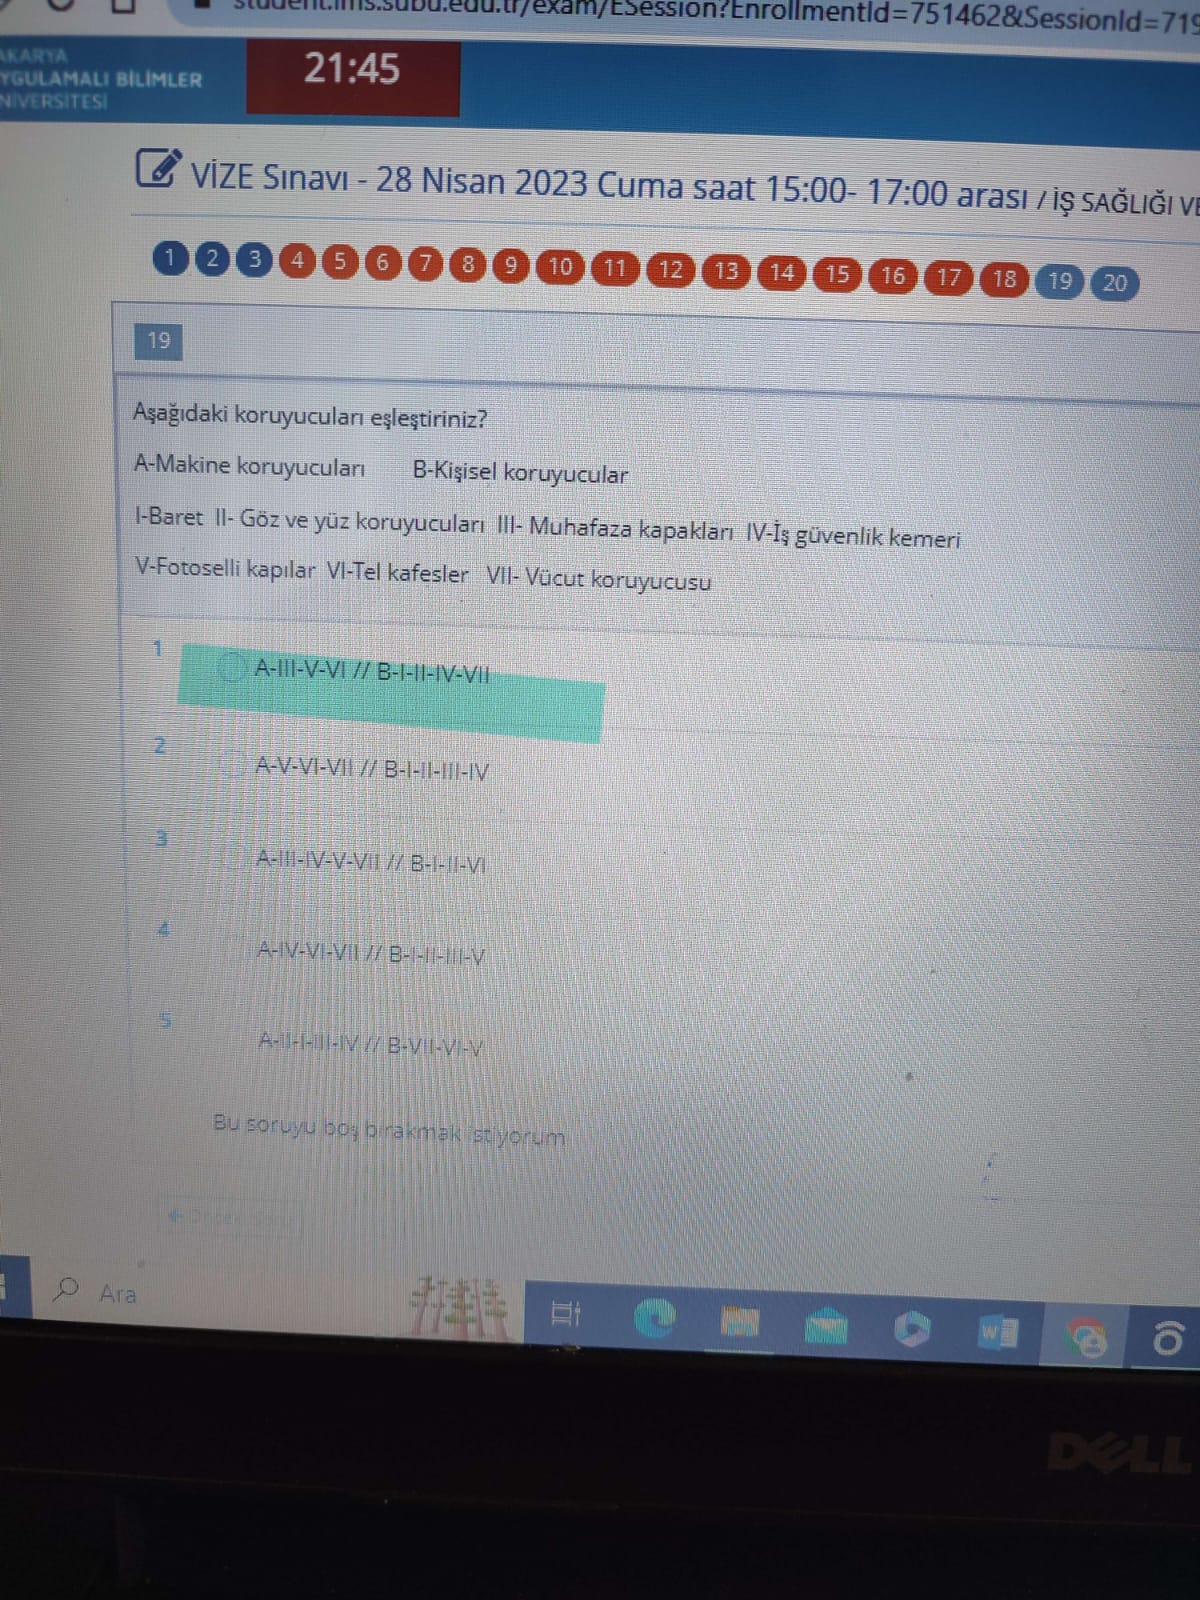 student.lms.subu.edu.tr/exam/ESession?EnrollmentId=751462&SessionId=719
AKARYA
YGULAMALI BİLİMLER
NİVERSİTESİ
21:45
VİZE Sınavı - 28 Nisan 2023 Cuma saat 15:00- 17:00 arası / İŞ SAĞLIĞI VE
1 2 3 4 5 6 7 8 9 10 11 12 13 14 15 16 17 18 19 20
19
Aşağıdaki koruyucuları eşleştiriniz?
A-Makine koruyucuları B-Kişisel koruyucular
I-Baret II- Göz ve yüz koruyucuları III- Muhafaza kapakları IV-İş güvenlik kemeri
V-Fotoselli kapılar VI-Tel kafesler VII- Vücut koruyucusu
1 A-III-V-VI // B-I-II-IV-VII
2 A-V-VI-VII // B-I-II-III-IV
3 A-III-IV-V-VII // B-I-II-VI
4 A-IV-VI-VII // B-I-II-III-V
5 A-II-I-III-IV // B-VII-VI-V
Bu soruyu boş bırakmak istiyorum
Ara
W
DELL